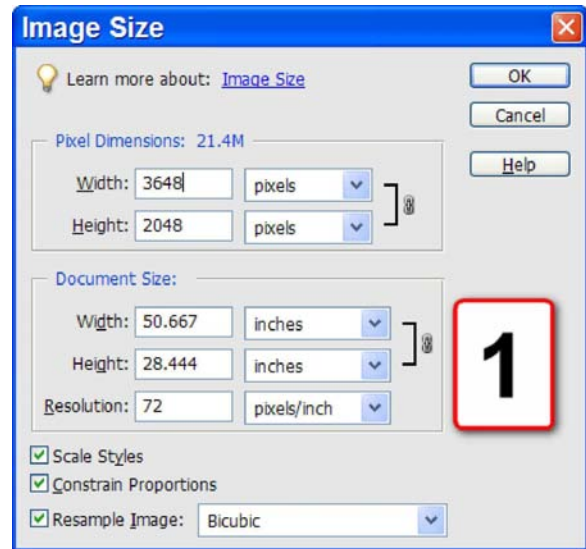 Image Size
Learn more about: Image Size
OK
Cancel
Help
Pixel Dimensions: 21.4M
Width: 3648 pixels
Height: 2048 pixels
Document Size:
Width: 50.667 inches
Height: 28.444 inches
Resolution: 72 pixels/inch
1
Scale Styles
Constrain Proportions
Resample Image: Bicubic